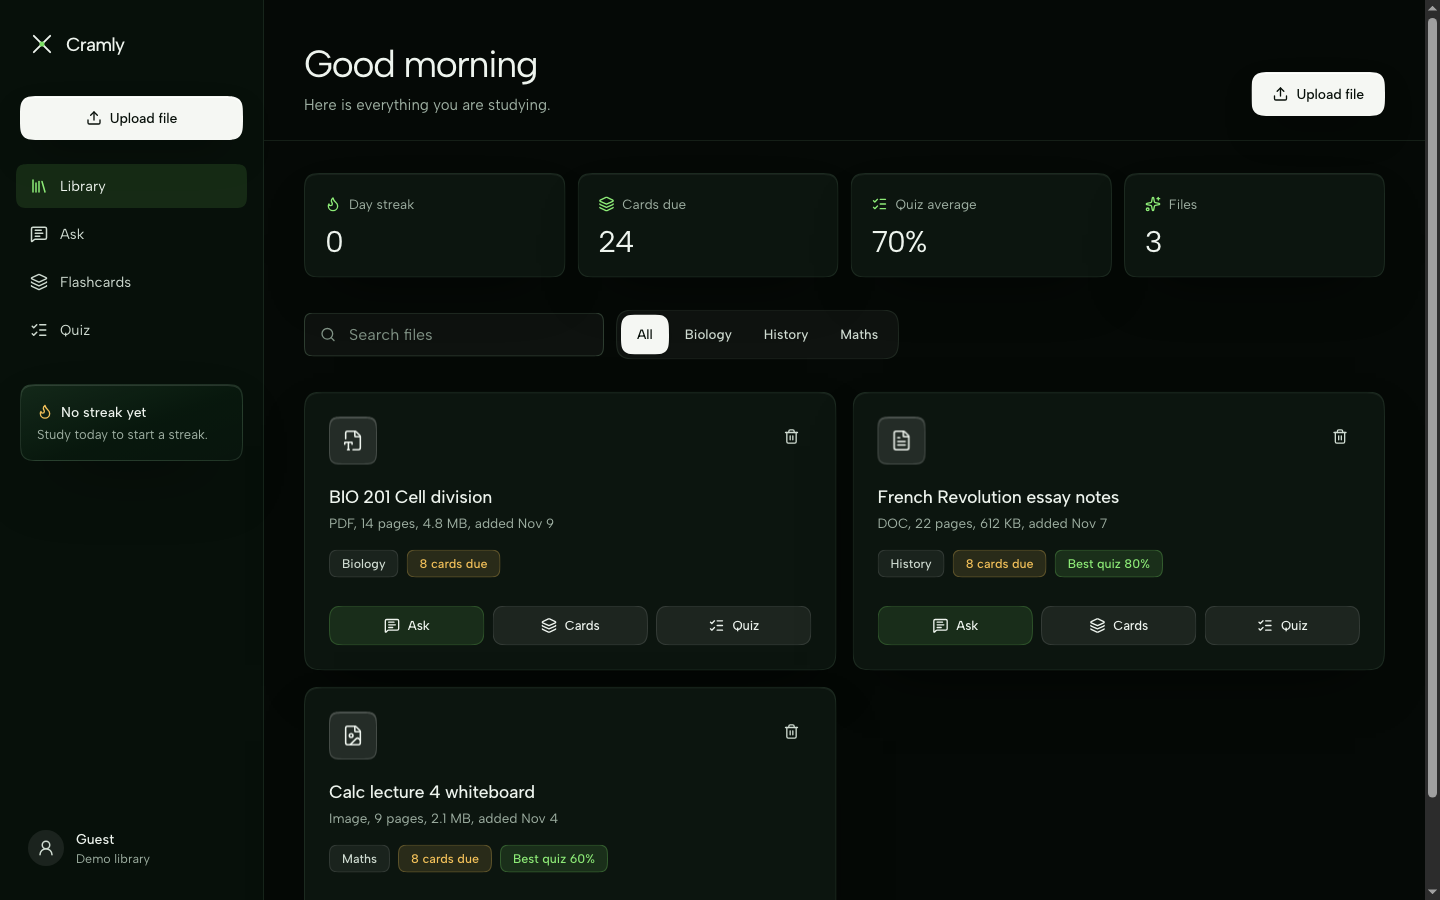 Cramly
Upload file
Library
Ask
Flashcards
Quiz
No streak yet
Study today to start a streak.
Guest
Demo library
Good morning
Here is everything you are studying.
Upload file
Day streak
0
Cards due
24
Quiz average
70%
Files
3
Search files
All Biology History Maths
BIO 201 Cell division
PDF, 14 pages, 4.8 MB, added Nov 9
Biology 8 cards due
Ask Cards Quiz
French Revolution essay notes
DOC, 22 pages, 612 KB, added Nov 7
History 8 cards due Best quiz 80%
Ask Cards Quiz
Calc lecture 4 whiteboard
Image, 9 pages, 2.1 MB, added Nov 4
Maths 8 cards due Best quiz 60%